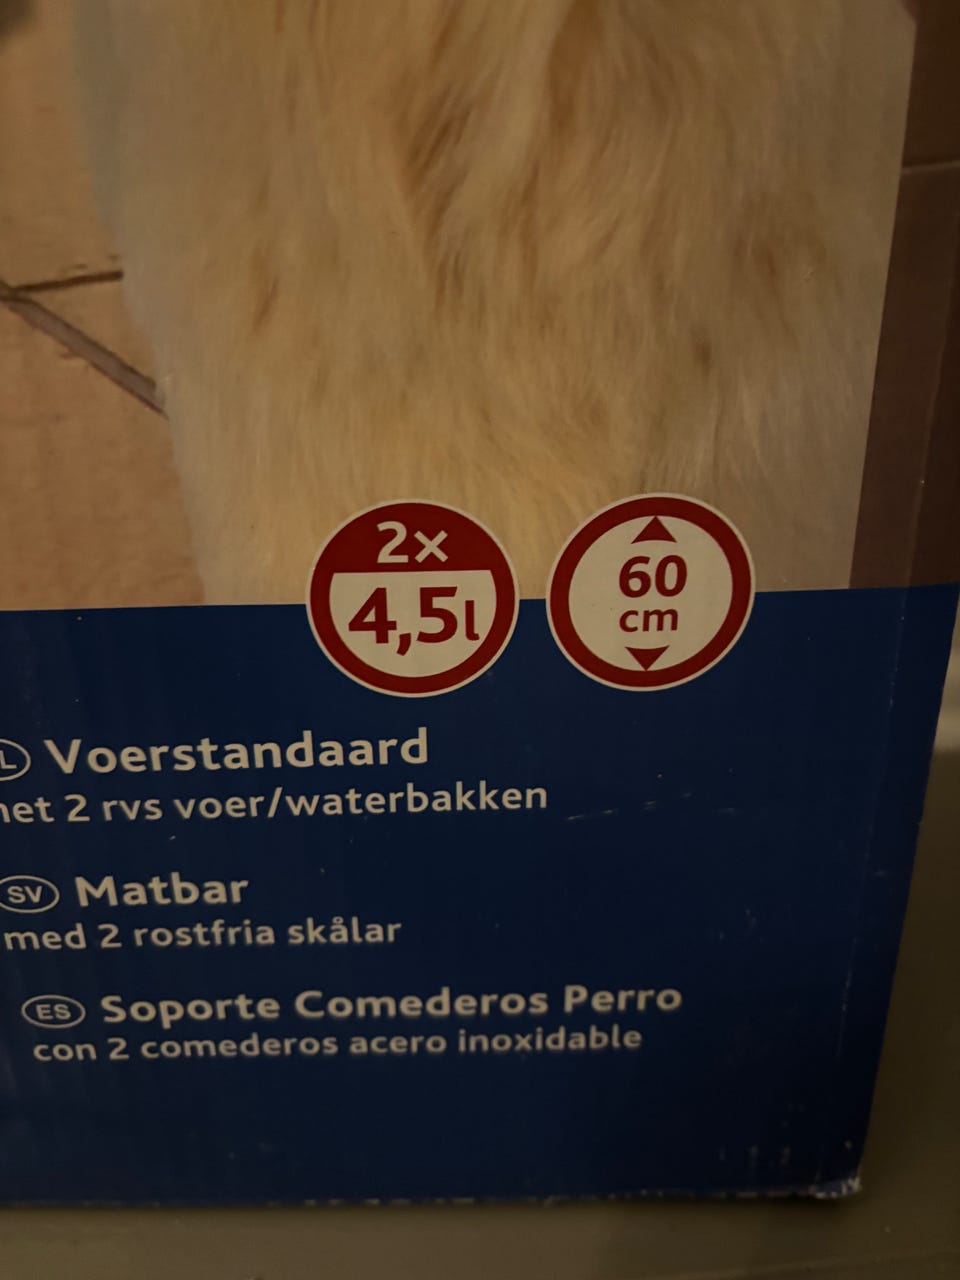 2x
4,5l
60
cm
Voerstandaard
2 rvs voer/waterbakken
SV Matbar
med 2 rostfria skålar
ES Soporte Comederos Perro
con 2 comederos acero inoxidable